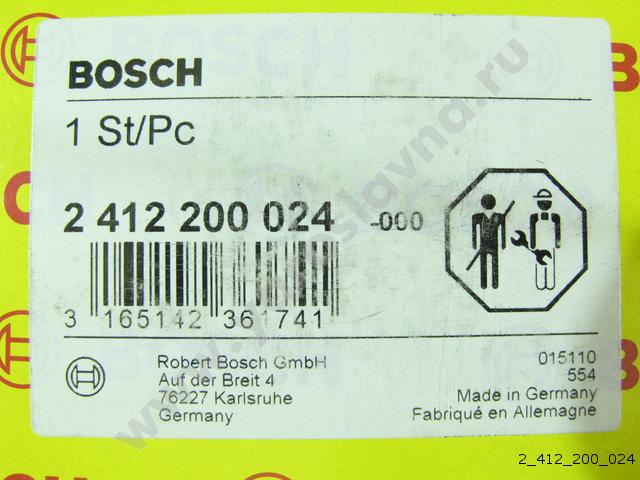 BOSCH
BOSCH
1 St/Pc
2 412 200 024 -000
3 165142 361741
Robert Bosch GmbH
Auf der Breit 4
76227 Karlsruhe
Germany
015110
554
Made in Germany
Fabriqué en Allemagne
2_412_200_024